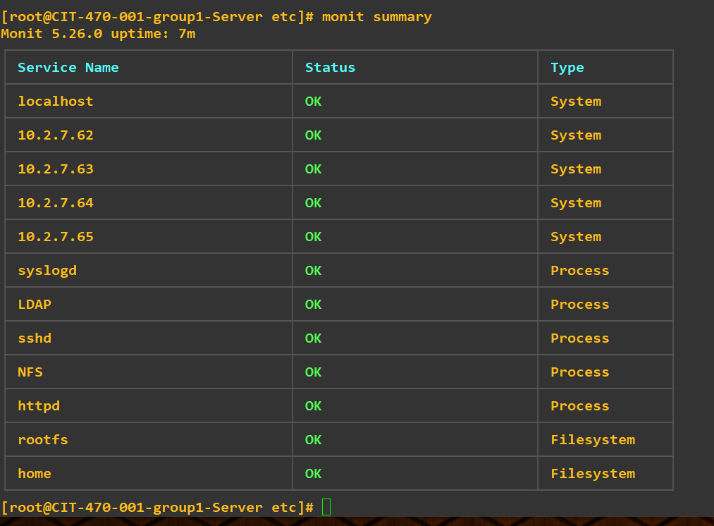 [root@CIT-470-001-group1-Server etc]# monit summary
Monit 5.26.0 uptime: 7m
Service Name Status Type
localhost OK System
10.2.7.62 OK System
10.2.7.63 OK System
10.2.7.64 OK System
10.2.7.65 OK System
syslogd OK Process
LDAP OK Process
sshd OK Process
NFS OK Process
httpd OK Process
rootfs OK Filesystem
home OK Filesystem
[root@CIT-470-001-group1-Server etc]#